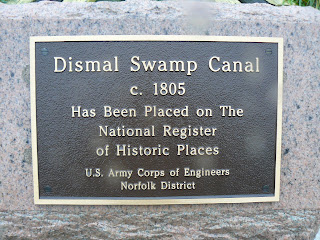 Dismal Swamp Canal
c. 1805
Has Been Placed on The
National Register
of Historic Places
U.S. Army Corps of Engineers
Norfolk District